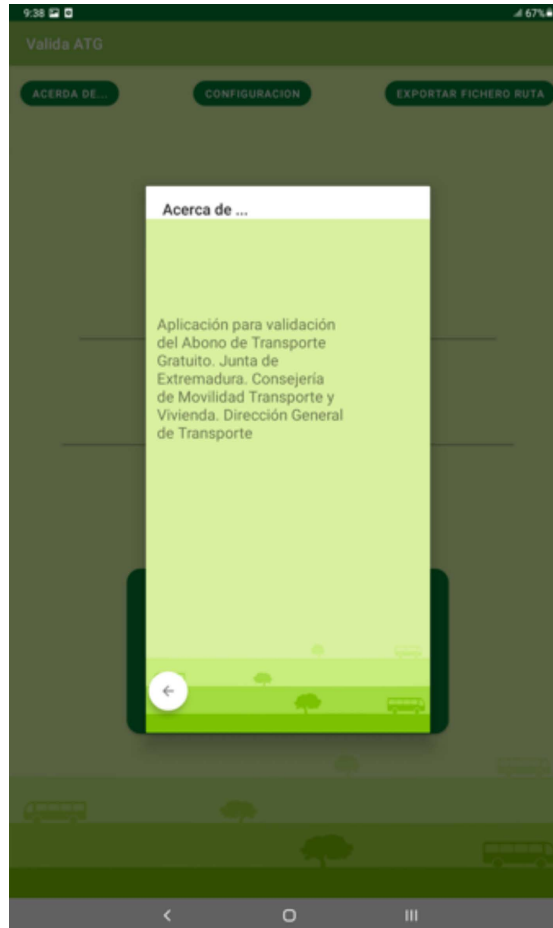 9:38
67%
Valida ATG
ACERDA DE...
CONFIGURACION
EXPORTAR FICHERO RUTA
Acerca de ...
Aplicación para validación
del Abono de Transporte
Gratuito. Junta de
Extremadura. Consejería
de Movilidad Transporte y
Vivienda. Dirección General
de Transporte